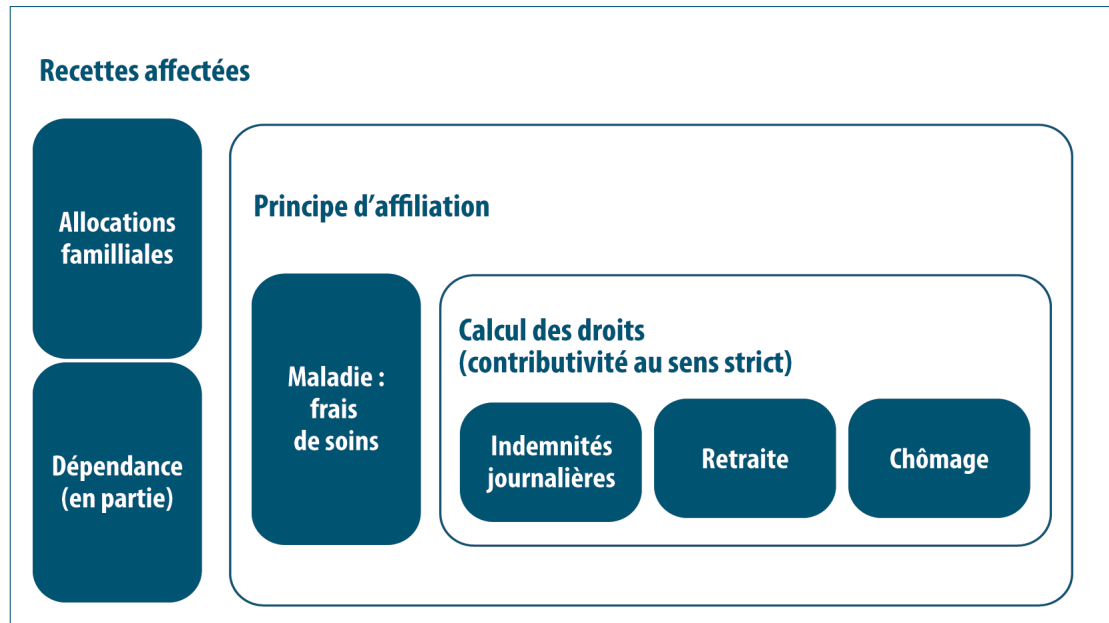 Recettes affectées
Allocations
familliales
Dépendance
(en partie)
Principe d’affiliation
Maladie :
frais
de soins
Calcul des droits
(contributivité au sens strict)
Indemnités
journalières
Retraite
Chômage